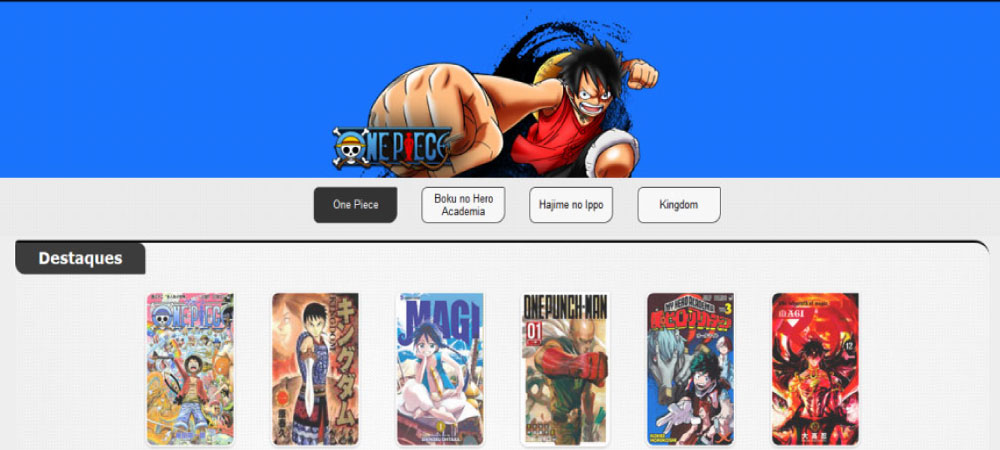 ONE PIECE
One Piece
Boku no Hero
Academia
Hajime no Ippo
Kingdom
Destaques
ONE PIECE
キングダム
MAGI
1
ONEPUNCH-MAN
01
MY HERO ACADEMIA
3
MAGI
12